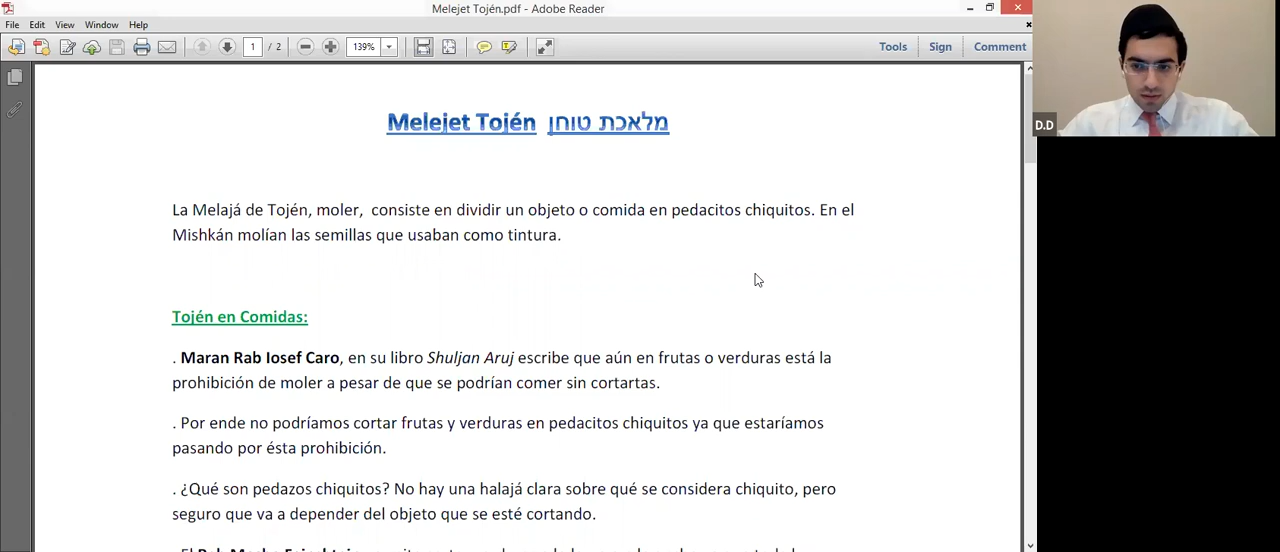 Melejet Tojén.pdf - Adobe Reader
File Edit View Window Help
1 / 2 139% Tools Sign Comment
D.D
Melejet Tojén מלאכת טוחן
La Melajá de Tojén, moler, consiste en dividir un objeto o comida en pedacitos chiquitos. En el
Mishkán molían las semillas que usaban como tintura.
Tojén en Comidas:
. Maran Rab Iosef Caro, en su libro Shuljan Aruj escribe que aún en frutas o verduras está la
prohibición de moler a pesar de que se podrían comer sin cortartas.
. Por ende no podríamos cortar frutas y verduras en pedacitos chiquitos ya que estaríamos
pasando por ésta prohibición.
. ¿Qué son pedazos chiquitos? No hay una halajá clara sobre qué se considera chiquito, pero
seguro que va a depender del objeto que se esté cortando.